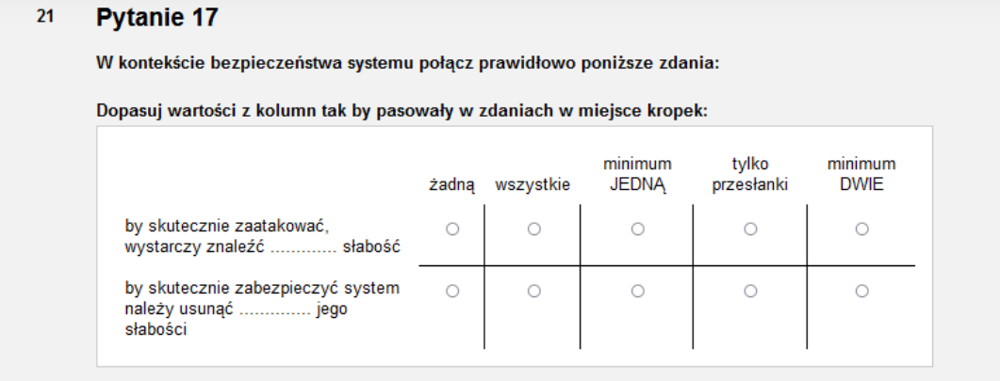 21 Pytanie 17
W kontekście bezpieczeństwa systemu połącz prawidłowo poniższe zdania:
Dopasuj wartości z kolumn tak by pasowały w zdaniach w miejsce kropek:
minimum tylko minimum
żadną wszystkie JEDNĄ przesłanki DWIE
by skutecznie zaatakować,
wystarczy znaleźć ............. słabość
by skutecznie zabezpieczyć system
należy usunąć .............. jego
słabości